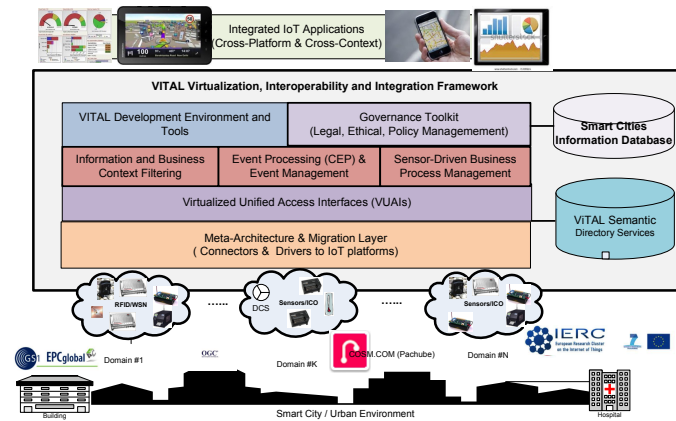 Integrated IoT Applications
(Cross-Platform & Cross-Context)
100
VITAL Virtualization, Interoperability and Integration Framework
VITAL Development Environment and
Tools
Governance Toolkit
(Legal, Ethical, Policy Managemement)
Smart Cities
Information Database
Information and Business
Context Filtering
Event Processing (CEP) &
Event Management
Sensor-Driven Business
Process Management
Virtualized Unified Access Interfaces (VUAIs)
ViTAL Semantic
Directory Services
Meta-Architecture & Migration Layer
( Connectors & Drivers to IoT platforms)
RFID/WSN
......
DCS
Sensors/ICO
......
Sensors/ICO
GS1
EPCglobal
Domain #1
OGC
Domain #K
COSM.COM (Pachube)
Domain #N
IERC
European Research Cluster
on the Internet of Things
Building
Smart City / Urban Environment
Hospital